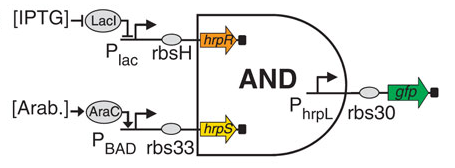 [IPTG] LacI
Plac rbsH hrpR
AND
PhrpL rbs30 gfp
[Arab.] AraC
PBAD rbs33 hrpS